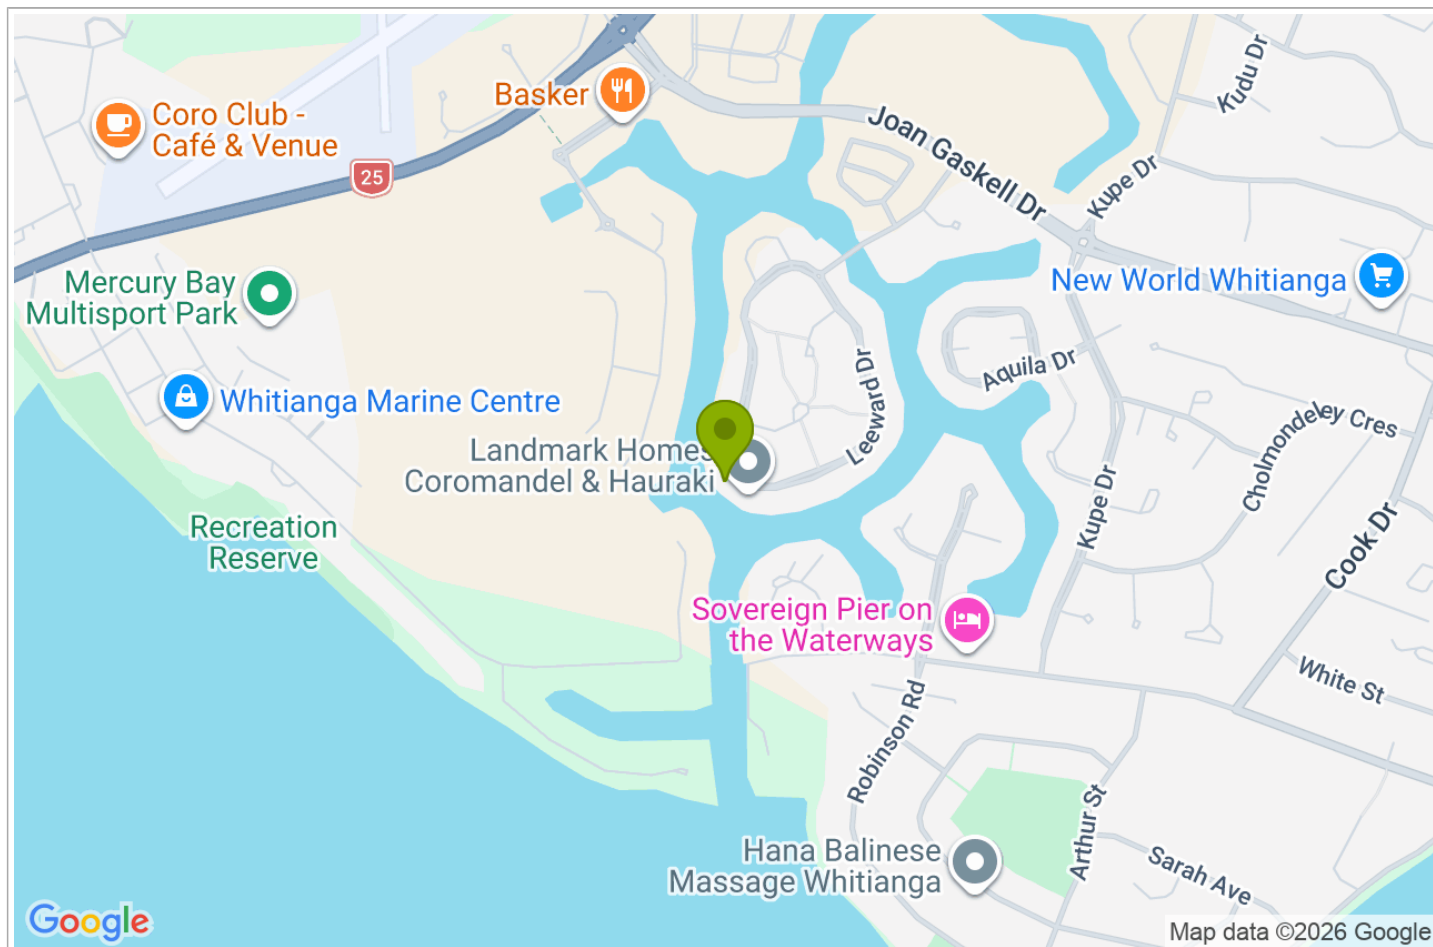 Kudu Dr
Basker
Coro Club -
Café & Venue
Joan Gaskell Dr
25
Kupe Dr
Mercury Bay
Multisport Park
New World Whitianga
Aquila Dr
Leeward Dr
Whitianga Marine Centre
Cholmondeley Cres
Landmark Homes
Coromandel & Hauraki
Kupe Dr
Cook Dr
Recreation
Reserve
Sovereign Pier on
the Waterways
White St
Robinson Rd
Arthur St
Hana Balinese
Massage Whitianga
Sarah Ave
Google
Map data ©2026 Google